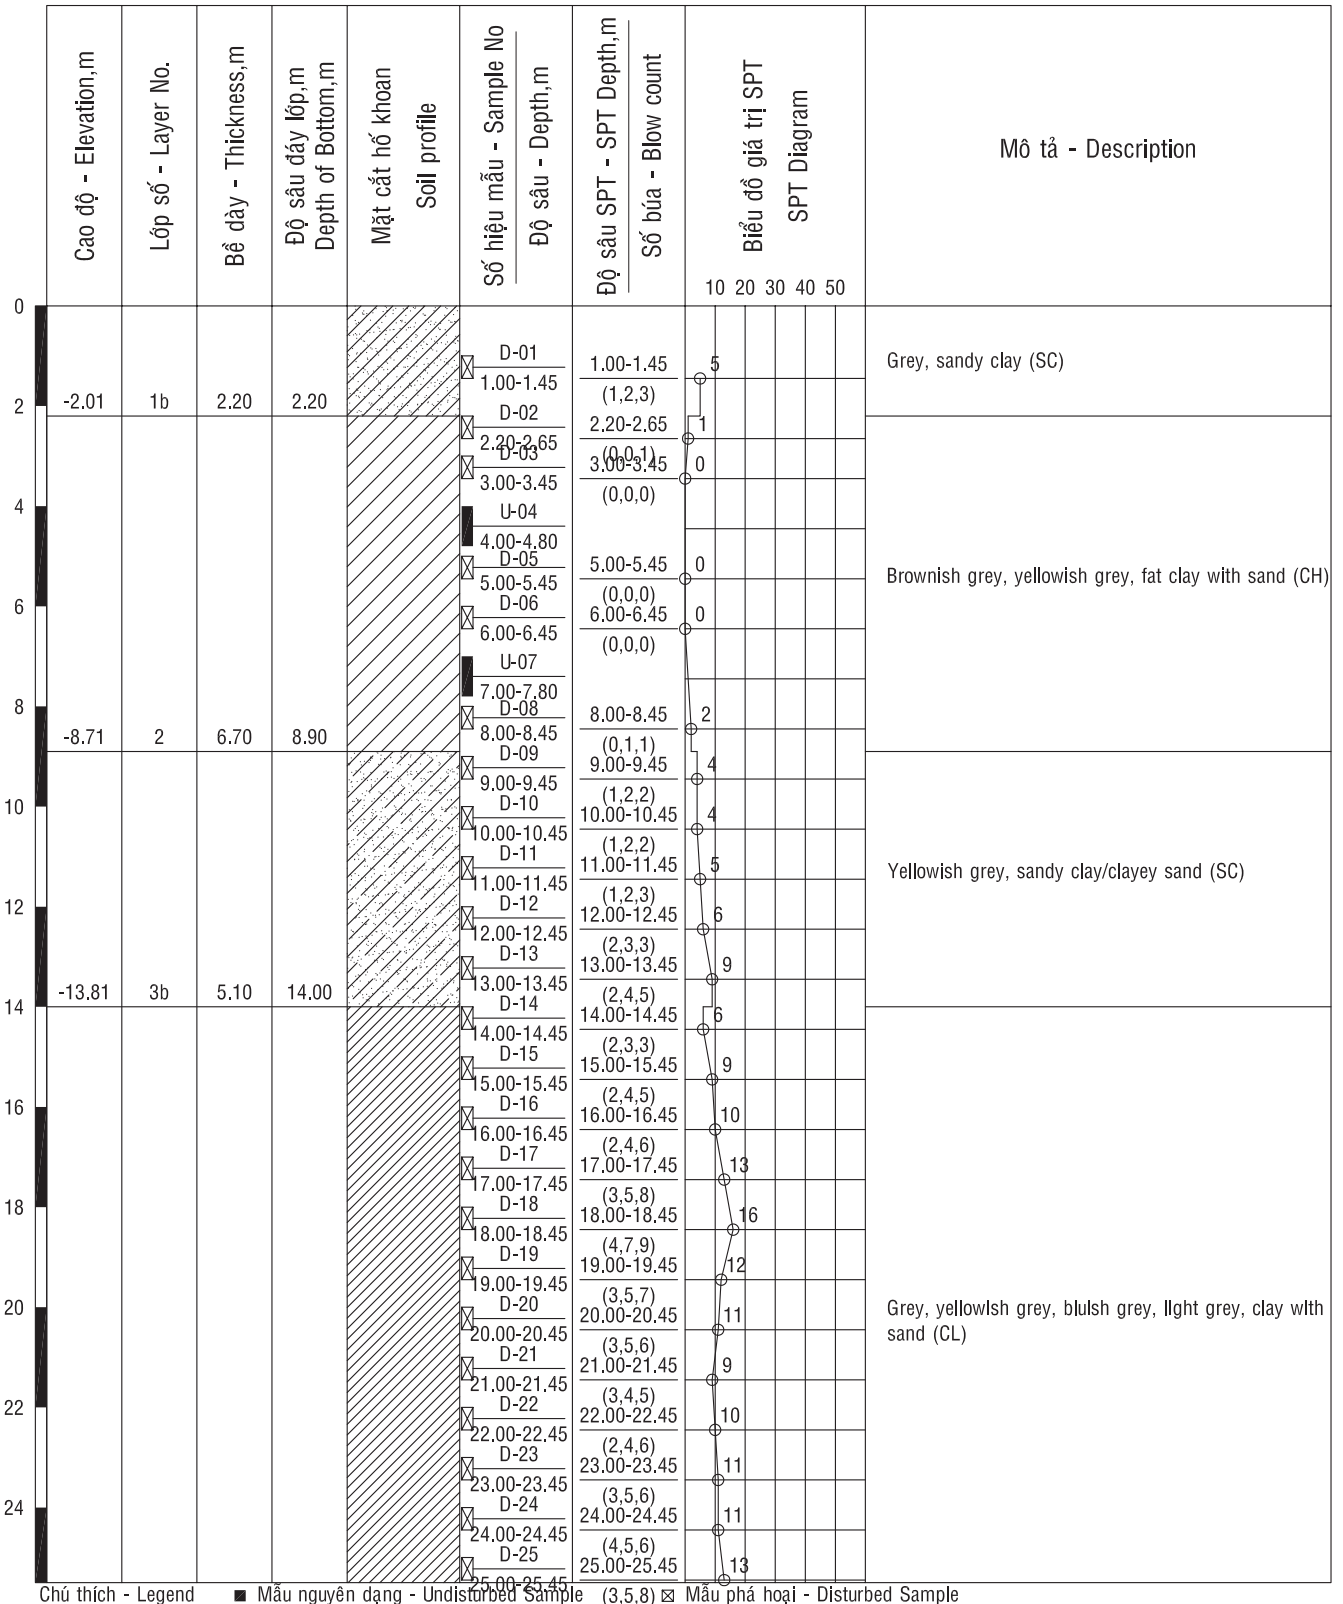 Cao độ - Elevation,m
Lớp số - Layer No.
Bề dày - Thickness,m
Độ sâu đáy lớp,m
Depth of Bottom,m
Mặt cắt hố khoan
Soil profile
Số hiệu mẫu - Sample No
Độ sâu - Depth,m
Độ sâu SPT - SPT Depth,m
Số búa - Blow count
Biểu đồ giá trị SPT
SPT Diagram
Mô tả - Description
10 20 30 40 50
0
D-01
1.00-1.45
1.00-1.45
(1,2,3)
5
Grey, sandy clay (SC)
2
-2.01 1b 2.20 2.20
D-02
2.20-2.65
2.20-2.65
(0,0,1)
1
D-03
3.00-3.45
3.00-3.45
(0,0,0)
0
4
U-04
4.00-4.80
D-05
5.00-5.45
5.00-5.45
(0,0,0)
0
Brownish grey, yellowish grey, fat clay with sand (CH)
6
D-06
6.00-6.45
6.00-6.45
(0,0,0)
0
U-07
7.00-7.80
8
D-08
8.00-8.45
8.00-8.45
(0,1,1)
2
-8.71 2 6.70 8.90
D-09
9.00-9.45
9.00-9.45
(1,2,2)
4
10
D-10
10.00-10.45
10.00-10.45
(1,2,2)
4
D-11
11.00-11.45
11.00-11.45
(1,2,3)
5
Yellowish grey, sandy clay/clayey sand (SC)
12
D-12
12.00-12.45
12.00-12.45
(2,3,3)
6
D-13
13.00-13.45
13.00-13.45
(2,4,5)
9
-13.81 3b 5.10 14.00
14
D-14
14.00-14.45
14.00-14.45
(2,3,3)
6
D-15
15.00-15.45
15.00-15.45
(2,4,5)
9
16
D-16
16.00-16.45
16.00-16.45
(2,4,6)
10
D-17
17.00-17.45
17.00-17.45
(3,5,8)
13
18
D-18
18.00-18.45
18.00-18.45
(4,7,9)
16
D-19
19.00-19.45
19.00-19.45
(3,5,7)
12
20
D-20
20.00-20.45
20.00-20.45
(3,5,6)
11
Grey, yellowish grey, bluish grey, light grey, clay with
sand (CL)
D-21
21.00-21.45
21.00-21.45
(3,4,5)
9
22
D-22
22.00-22.45
22.00-22.45
(2,4,6)
10
D-23
23.00-23.45
23.00-23.45
(3,5,6)
11
24
D-24
24.00-24.45
24.00-24.45
(4,5,6)
11
D-25
25.00-25.45
25.00-25.45
(3,5,8)
13
Chú thích - Legend Mẫu nguyên dạng - Undisturbed Sample Mẫu phá hoại - Disturbed Sample